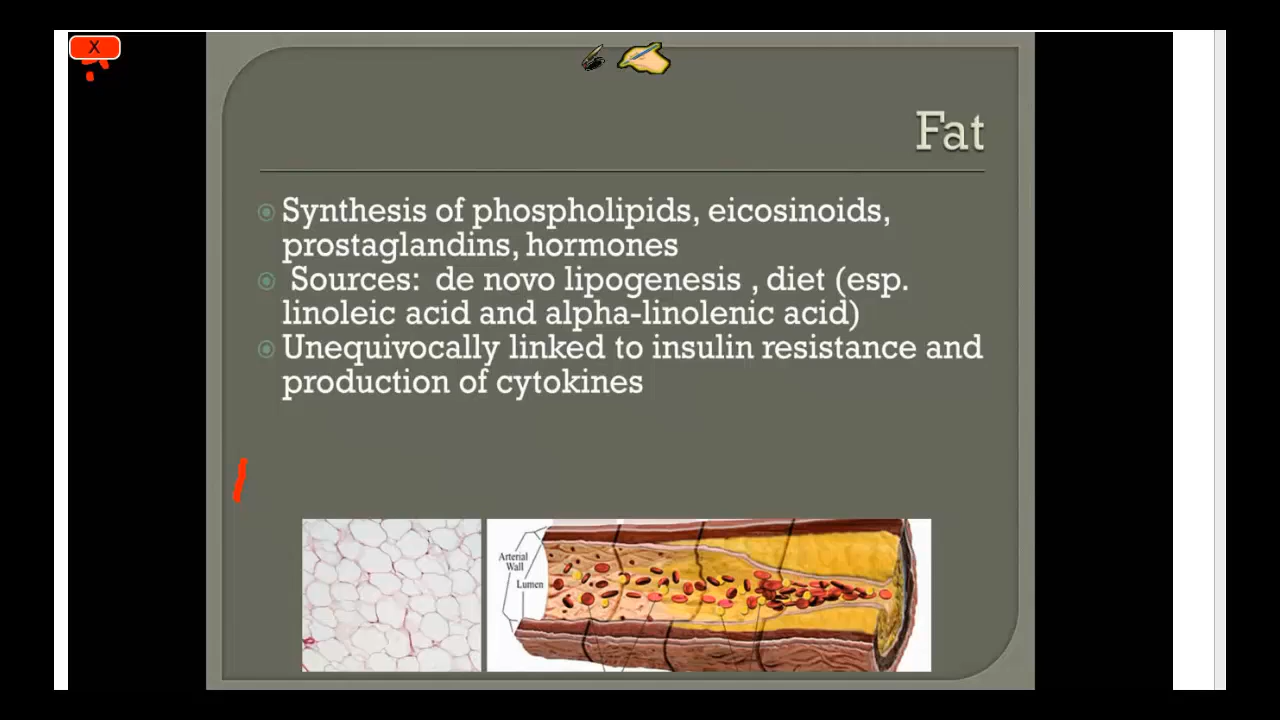 X
Fat
Synthesis of phospholipids, eicosinoids,
prostaglandins, hormones
Sources: de novo lipogenesis , diet (esp.
linoleic acid and alpha-linolenic acid)
Unequivocally linked to insulin resistance and
production of cytokines
Arterial
Wall
Lumen